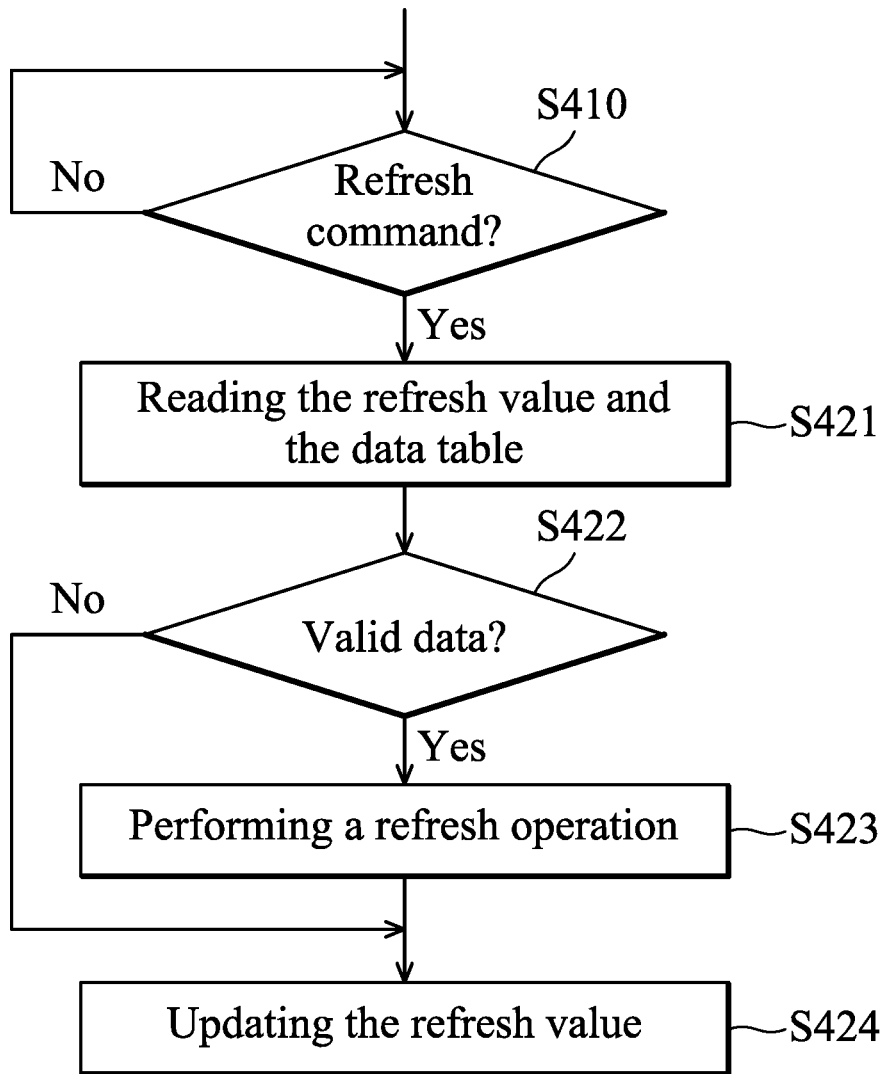 S410
No
Refresh
command?
Yes
Reading the refresh value and
the data table
S421
S422
No
Valid data?
Yes
Performing a refresh operation
S423
Updating the refresh value
S424